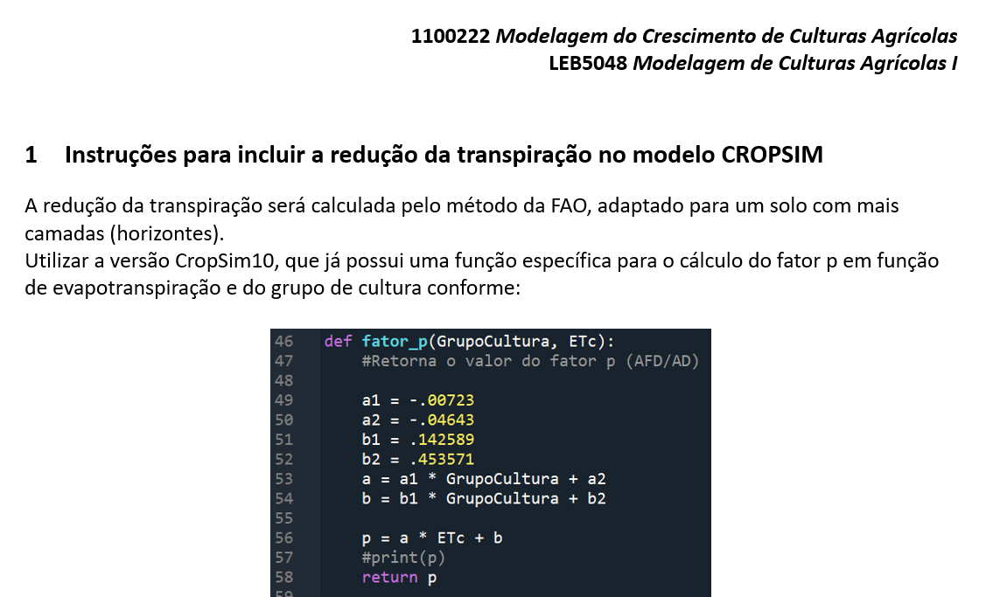 1100222 Modelagem do Crescimento de Culturas Agrícolas
LEB5048 Modelagem de Culturas Agrícolas I
1 Instruções para incluir a redução da transpiração no modelo CROPSIM
A redução da transpiração será calculada pelo método da FAO, adaptado para um solo com mais
camadas (horizontes).
Utilizar a versão CropSim10, que já possui uma função específica para o cálculo do fator p em função
de evapotranspiração e do grupo de cultura conforme:
46 def fator_p(GrupoCultura, ETc):
47 #Retorna o valor do fator p (AFD/AD)
48
49 a1 = -.00723
50 a2 = -.04643
51 b1 = .142589
52 b2 = .453571
53 a = a1 * GrupoCultura + a2
54 b = b1 * GrupoCultura + b2
55
56 p = a * ETc + b
57 #print(p)
58 return p
59